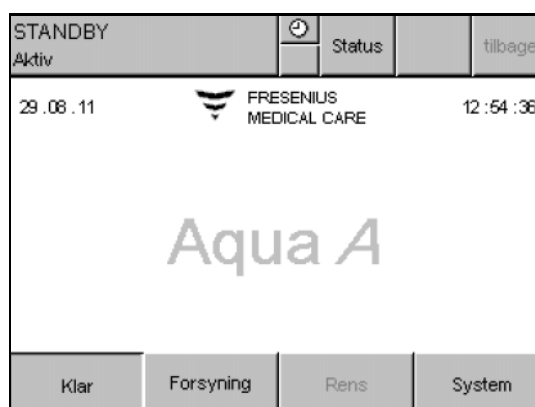 STANDBY
Aktiv
Status
tilbage
29.08.11
FRESENIUS
MEDICAL CARE
12:54:36
Aqua A
Klar
Forsyning
Rens
System